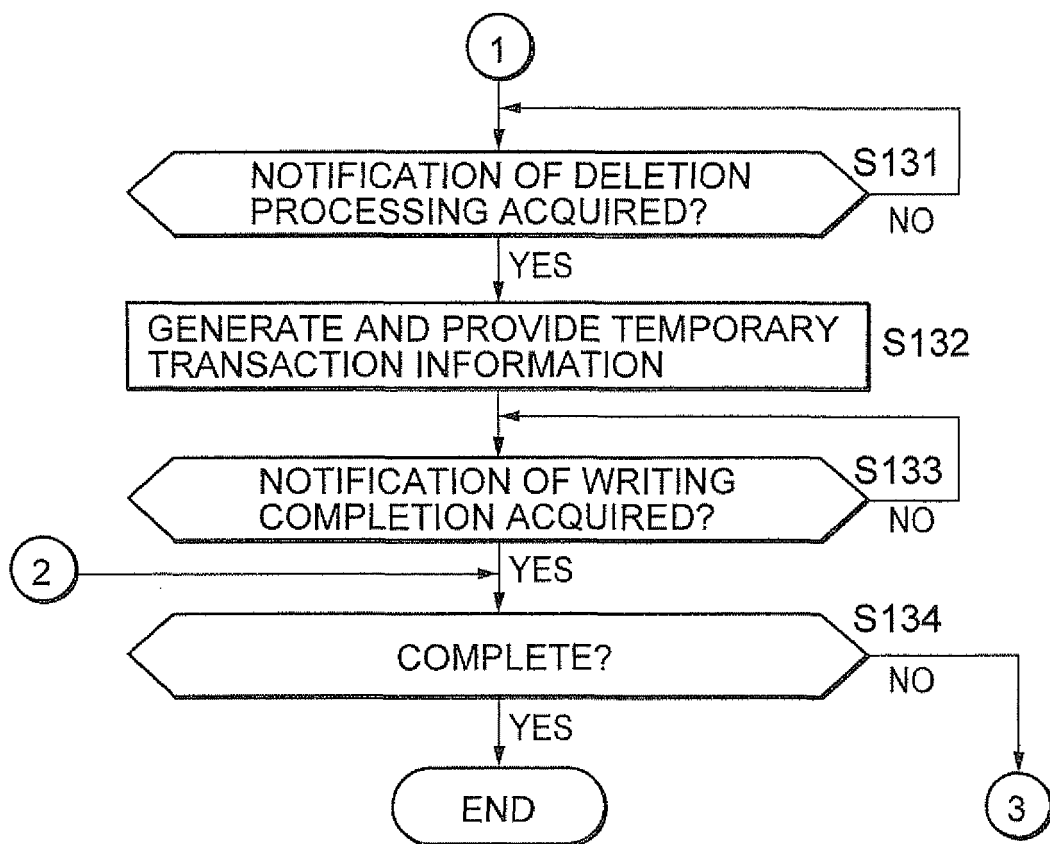 1
NOTIFICATION OF DELETION
PROCESSING ACQUIRED?
S131
NO
YES
GENERATE AND PROVIDE TEMPORARY
TRANSACTION INFORMATION
S132
NOTIFICATION OF WRITING
COMPLETION ACQUIRED?
S133
NO
2
YES
COMPLETE?
S134
NO
YES
END
3